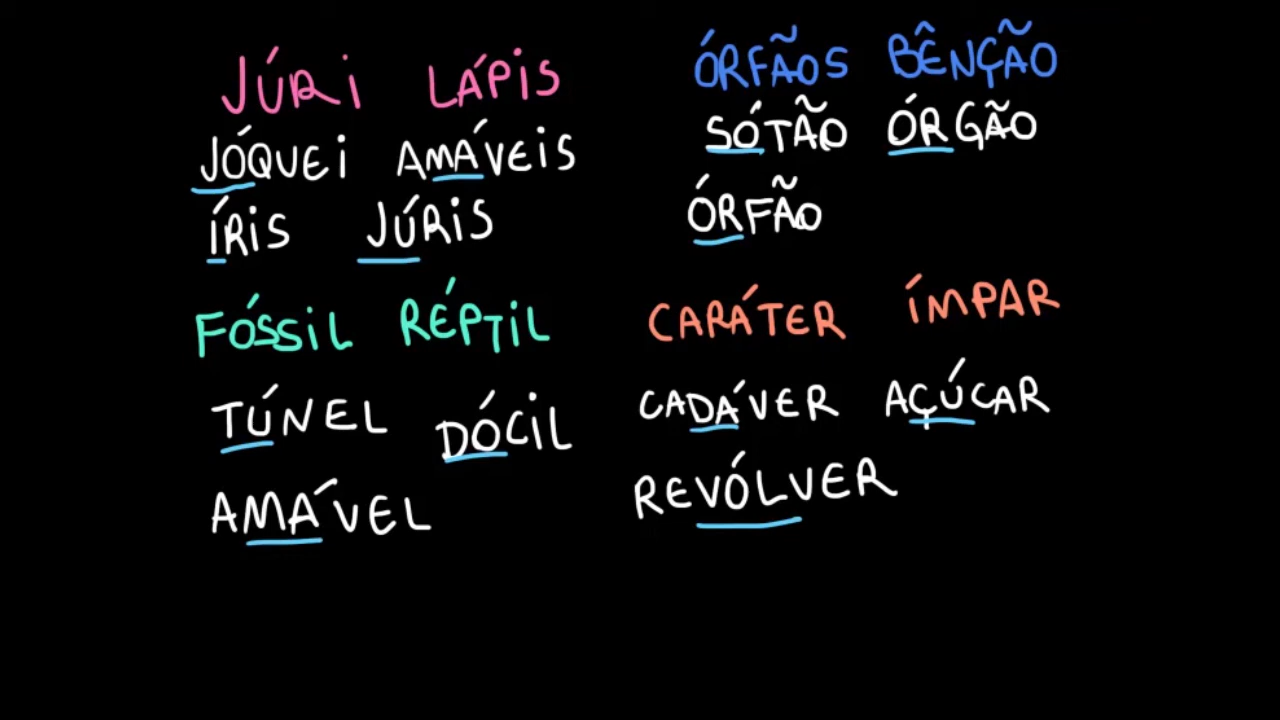 JÚRI LÁPIS
JÓQUEI AMÁVEIS
ÍRIS JÚRIS
ÓRFÃOS BÊNÇÃO
SÓTÃO ÓRGÃO
ÓRFÃO
FÓSSIL RÉPTIL
TÚNEL DÓCIL
AMÁVEL
CARÁTER ÍMPAR
CADÁVER AÇÚCAR
REVÓLVER